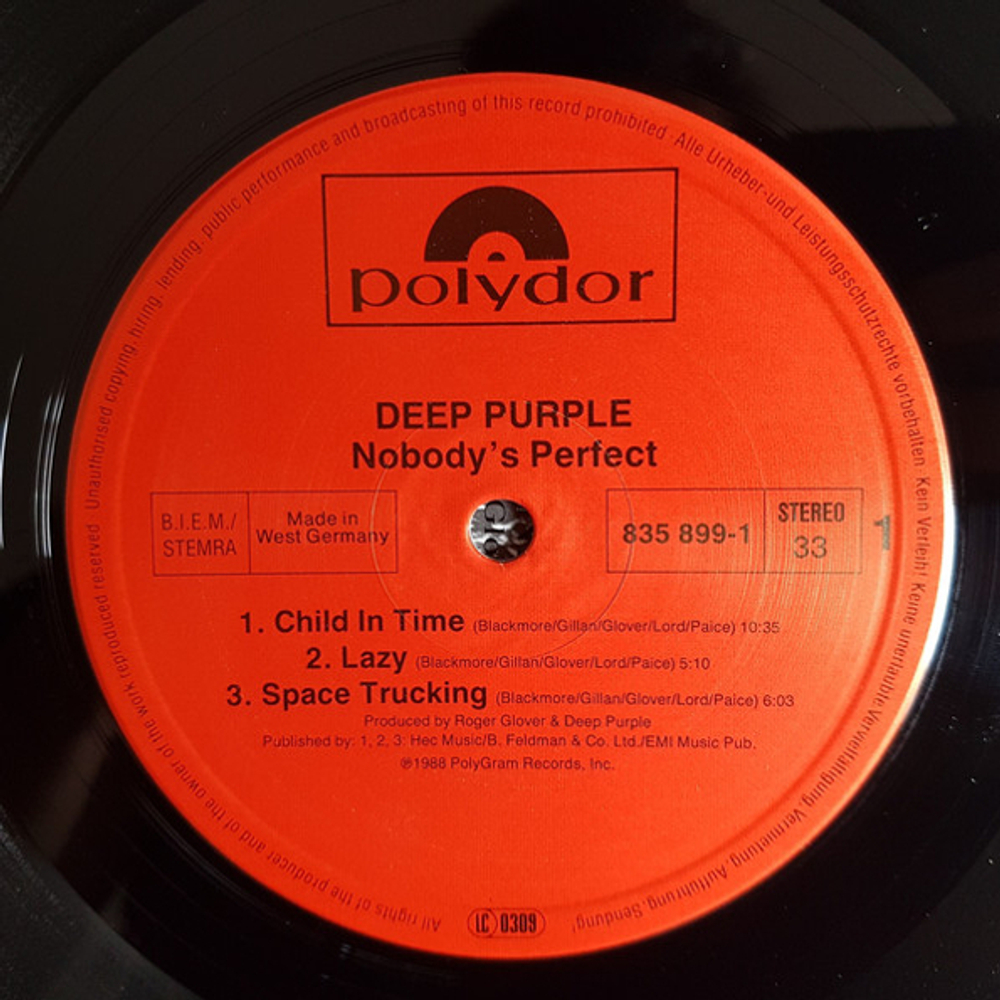 All rights of the producer and of the owner of the work reproduced reserved Unauthorised copying, hiring, lending, public performance and broadcasting of this record prohibited · Alle Urheber- und Leistungsschutzrechte vorbehalten · Kein Verleih! Keine unerlaubte Vervielfältigung, Vermietung, Aufführung, Sendung!
polydor
DEEP PURPLE
Nobody's Perfect
B.I.E.M./
STEMRA
Made in
West Germany
835 899-1
STEREO
33
1
1. Child In Time (Blackmore/Gillan/Glover/Lord/Paice) 10:35
2. Lazy (Blackmore/Gillan/Glover/Lord/Paice) 5:10
3. Space Trucking (Blackmore/Gillan/Glover/Lord/Paice) 6:03
Produced by Roger Glover & Deep Purple
Published by: 1, 2, 3: Hec Music/B. Feldman & Co. Ltd./EMI Music Pub.
℗1988 PolyGram Records, Inc.
LC 0309